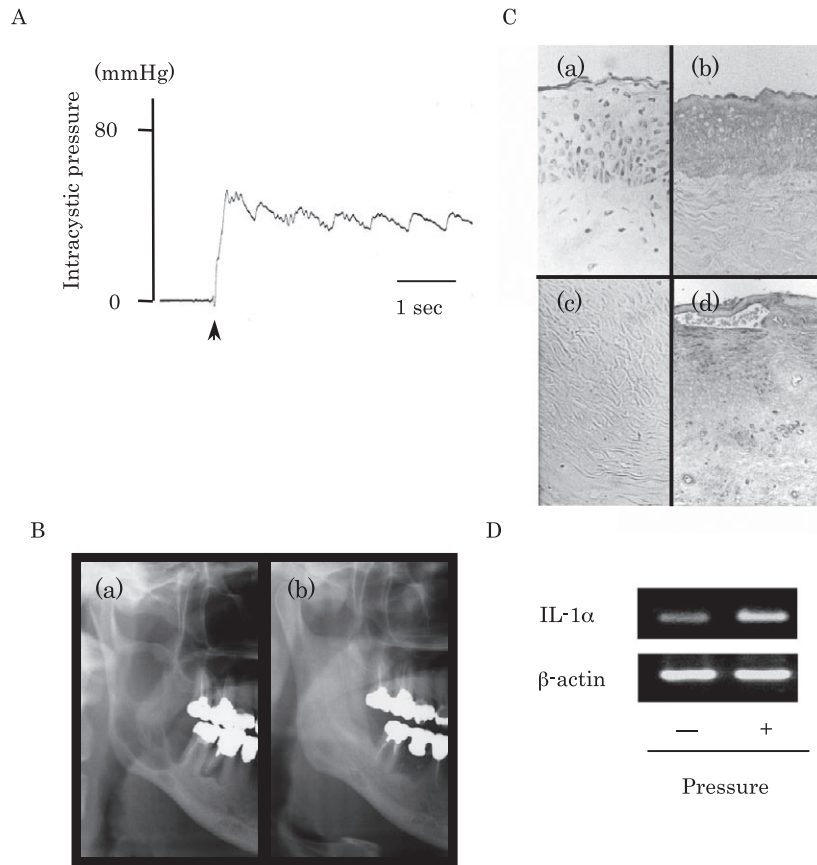 A
(mmHg)
Intracystic pressure
80
0
1 sec
B
(a)
(b)
C
(a)
(b)
(c)
(d)
D
IL-1α
β-actin
—
+
Pressure